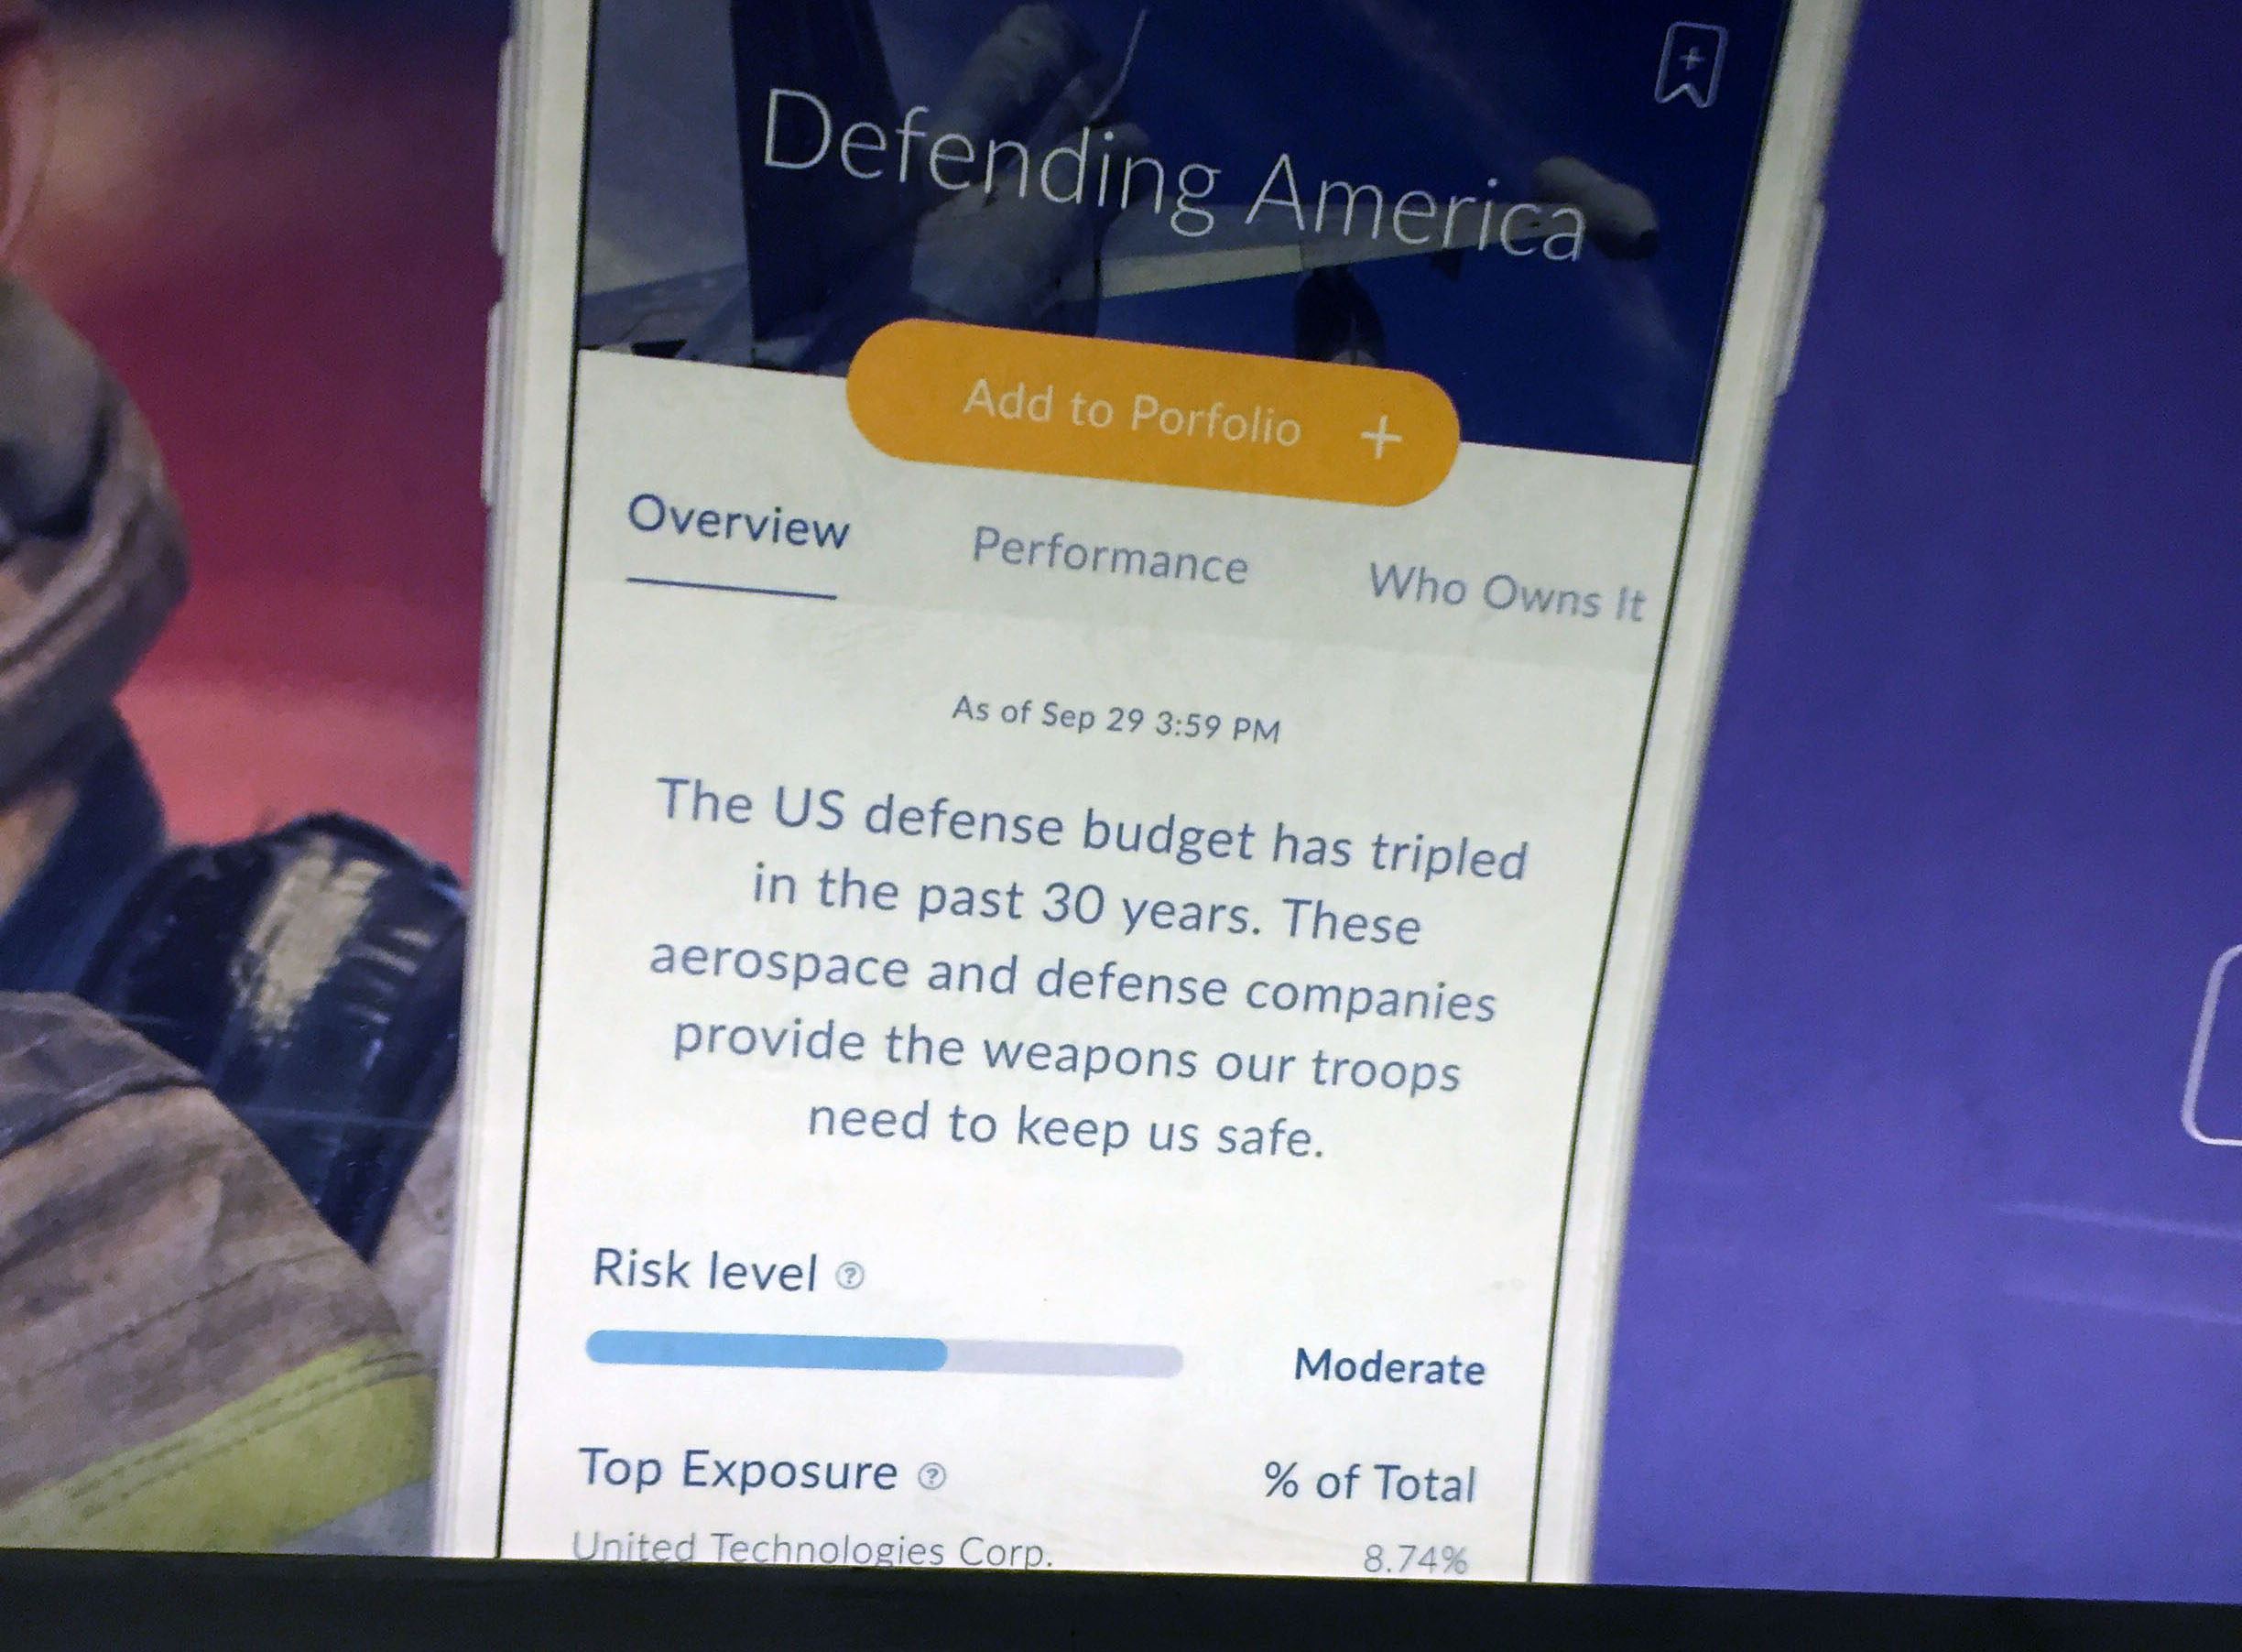 Defending America
Add to Porfolio +
Overview Performance Who Owns It
As of Sep 29 3:59 PM
The US defense budget has tripled
in the past 30 years. These
aerospace and defense companies
provide the weapons our troops
need to keep us safe.
Risk level ?
Moderate
Top Exposure ? % of Total
United Technologies Corp. 8.74%